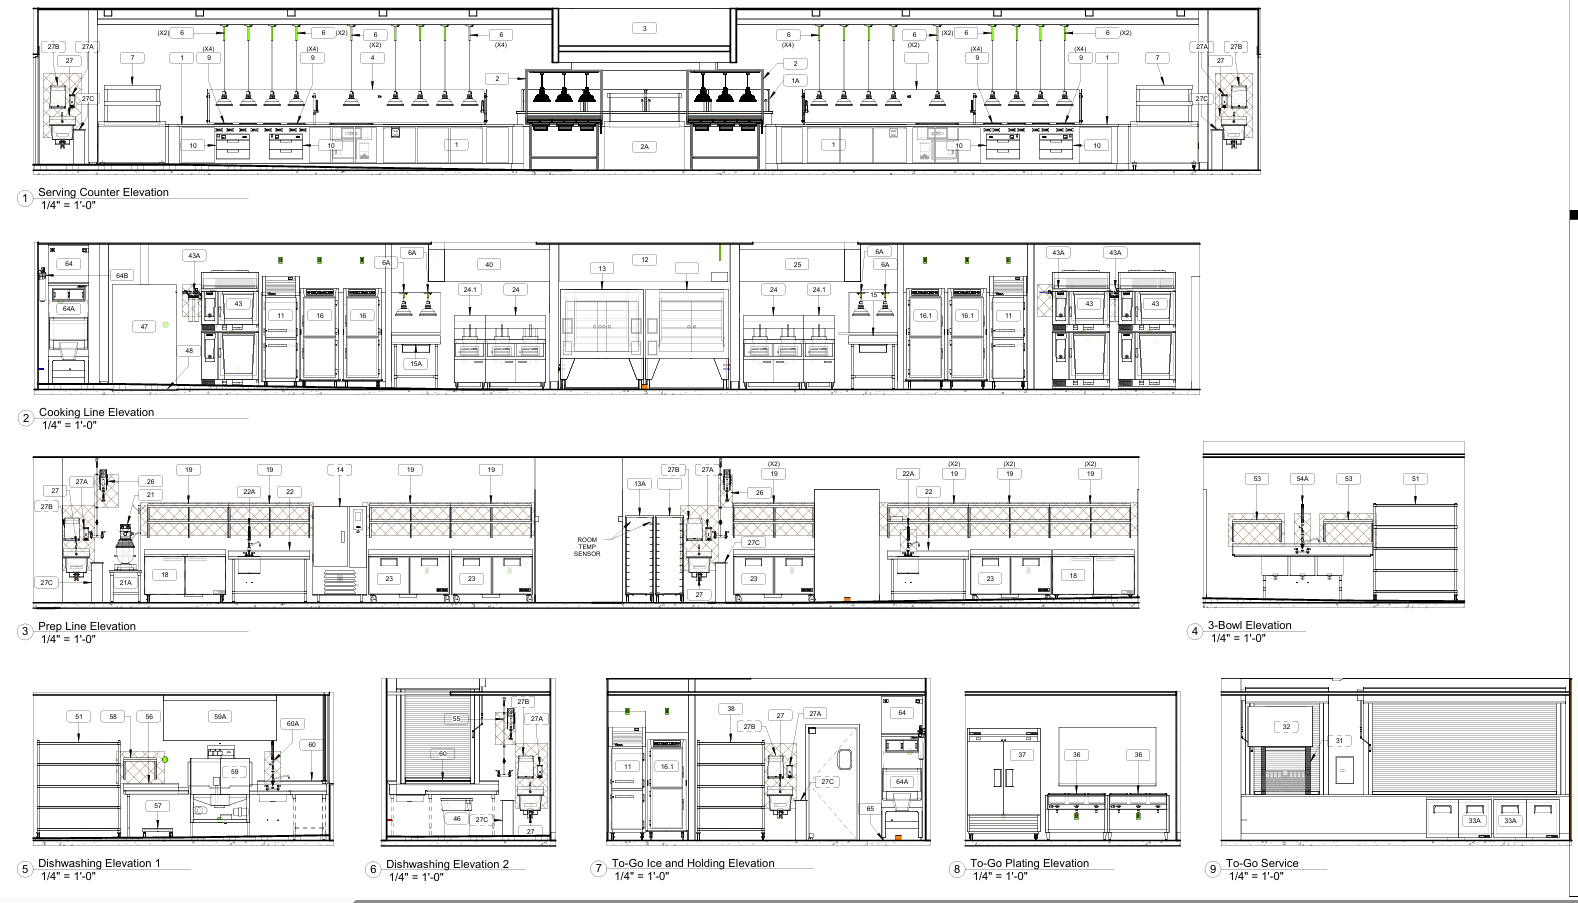 (X2) 6 6 (X2) 6 6 6 (X2) 6 (X2) 6 6 (X2)
3
27B 27A (X4) (X4) (X2) (X4) (X4) (X2) (X4) (X4) 27A 27B
27 7 1 9 9 4 9 9 1 7 27
2 2
27C 1A 27C
10 10 1 2A 1 10 10
1 Serving Counter Elevation
1/4" = 1'-0"
64 64B 43A 6A 6A 40 13 12 25 6A 6A 43A 43A
24.1 24 24 24.1
64A 43 11 16 16 15 16.1 16.1 11 43 43
47
48 15A
2 Cooking Line Elevation
1/4" = 1'-0"
19 19 14 19 19 27B 27A (X2) 19 (X2) 19 (X2) 19 (X2) 19
27 27A 26 22A 22 13A 26 22A 22
27B 21
ROOM
TEMP
SENSOR
27C
27C 21A 18 23 23 23 23 18
27
3 Prep Line Elevation
1/4" = 1'-0"
53 54A 53 51
4 3-Bowl Elevation
1/4" = 1'-0"
51 58 56 59A 60A 60
59
57
5 Dishwashing Elevation 1
1/4" = 1'-0"
27B
55 27A
60
46 27C 27
6 Dishwashing Elevation 2
1/4" = 1'-0"
38 27 27A 64
27B
11 16.1 27C 64A
65
7 To-Go Ice and Holding Elevation
1/4" = 1'-0"
37 36 36
8 To-Go Plating Elevation
1/4" = 1'-0"
32 31
33A 33A
9 To-Go Service
1/4" = 1'-0"